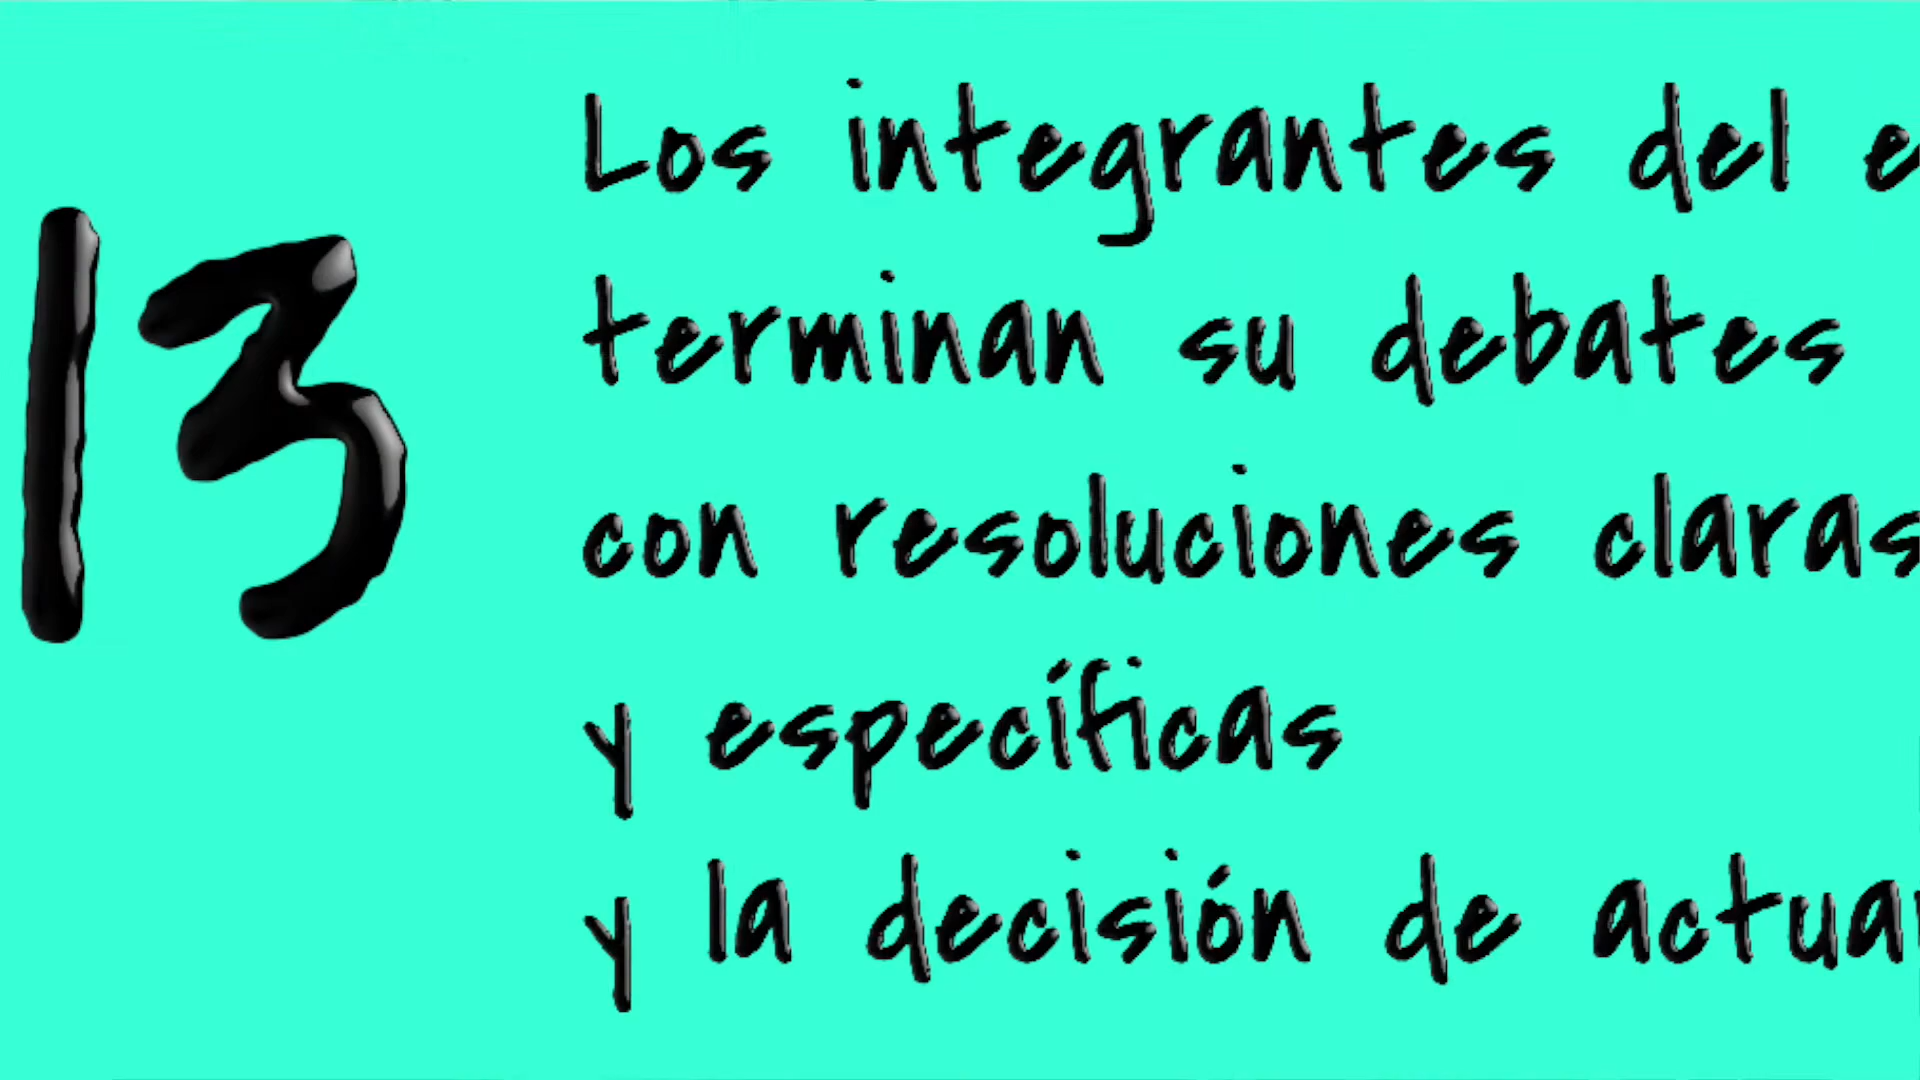 13
Los integrantes del e
terminan su debates
con resoluciones claras
y específicas
y la decisión de actuar